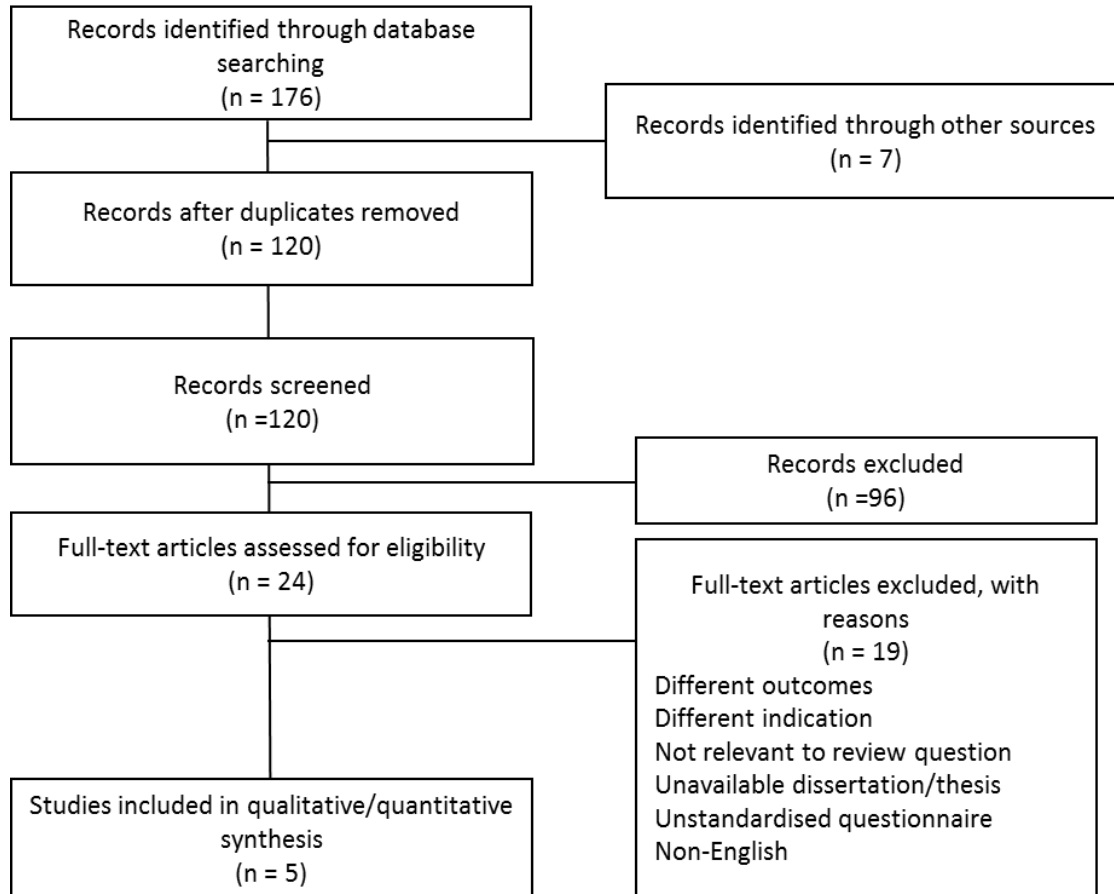 Records identified through database
searching
(n = 176)
Records identified through other sources
(n = 7)
Records after duplicates removed
(n = 120)
Records screened
(n =120)
Records excluded
(n =96)
Full-text articles assessed for eligibility
(n = 24)
Full-text articles excluded, with
reasons
(n = 19)
Different outcomes
Different indication
Not relevant to review question
Unavailable dissertation/thesis
Unstandardised questionnaire
Non-English
Studies included in qualitative/quantitative
synthesis
(n = 5)